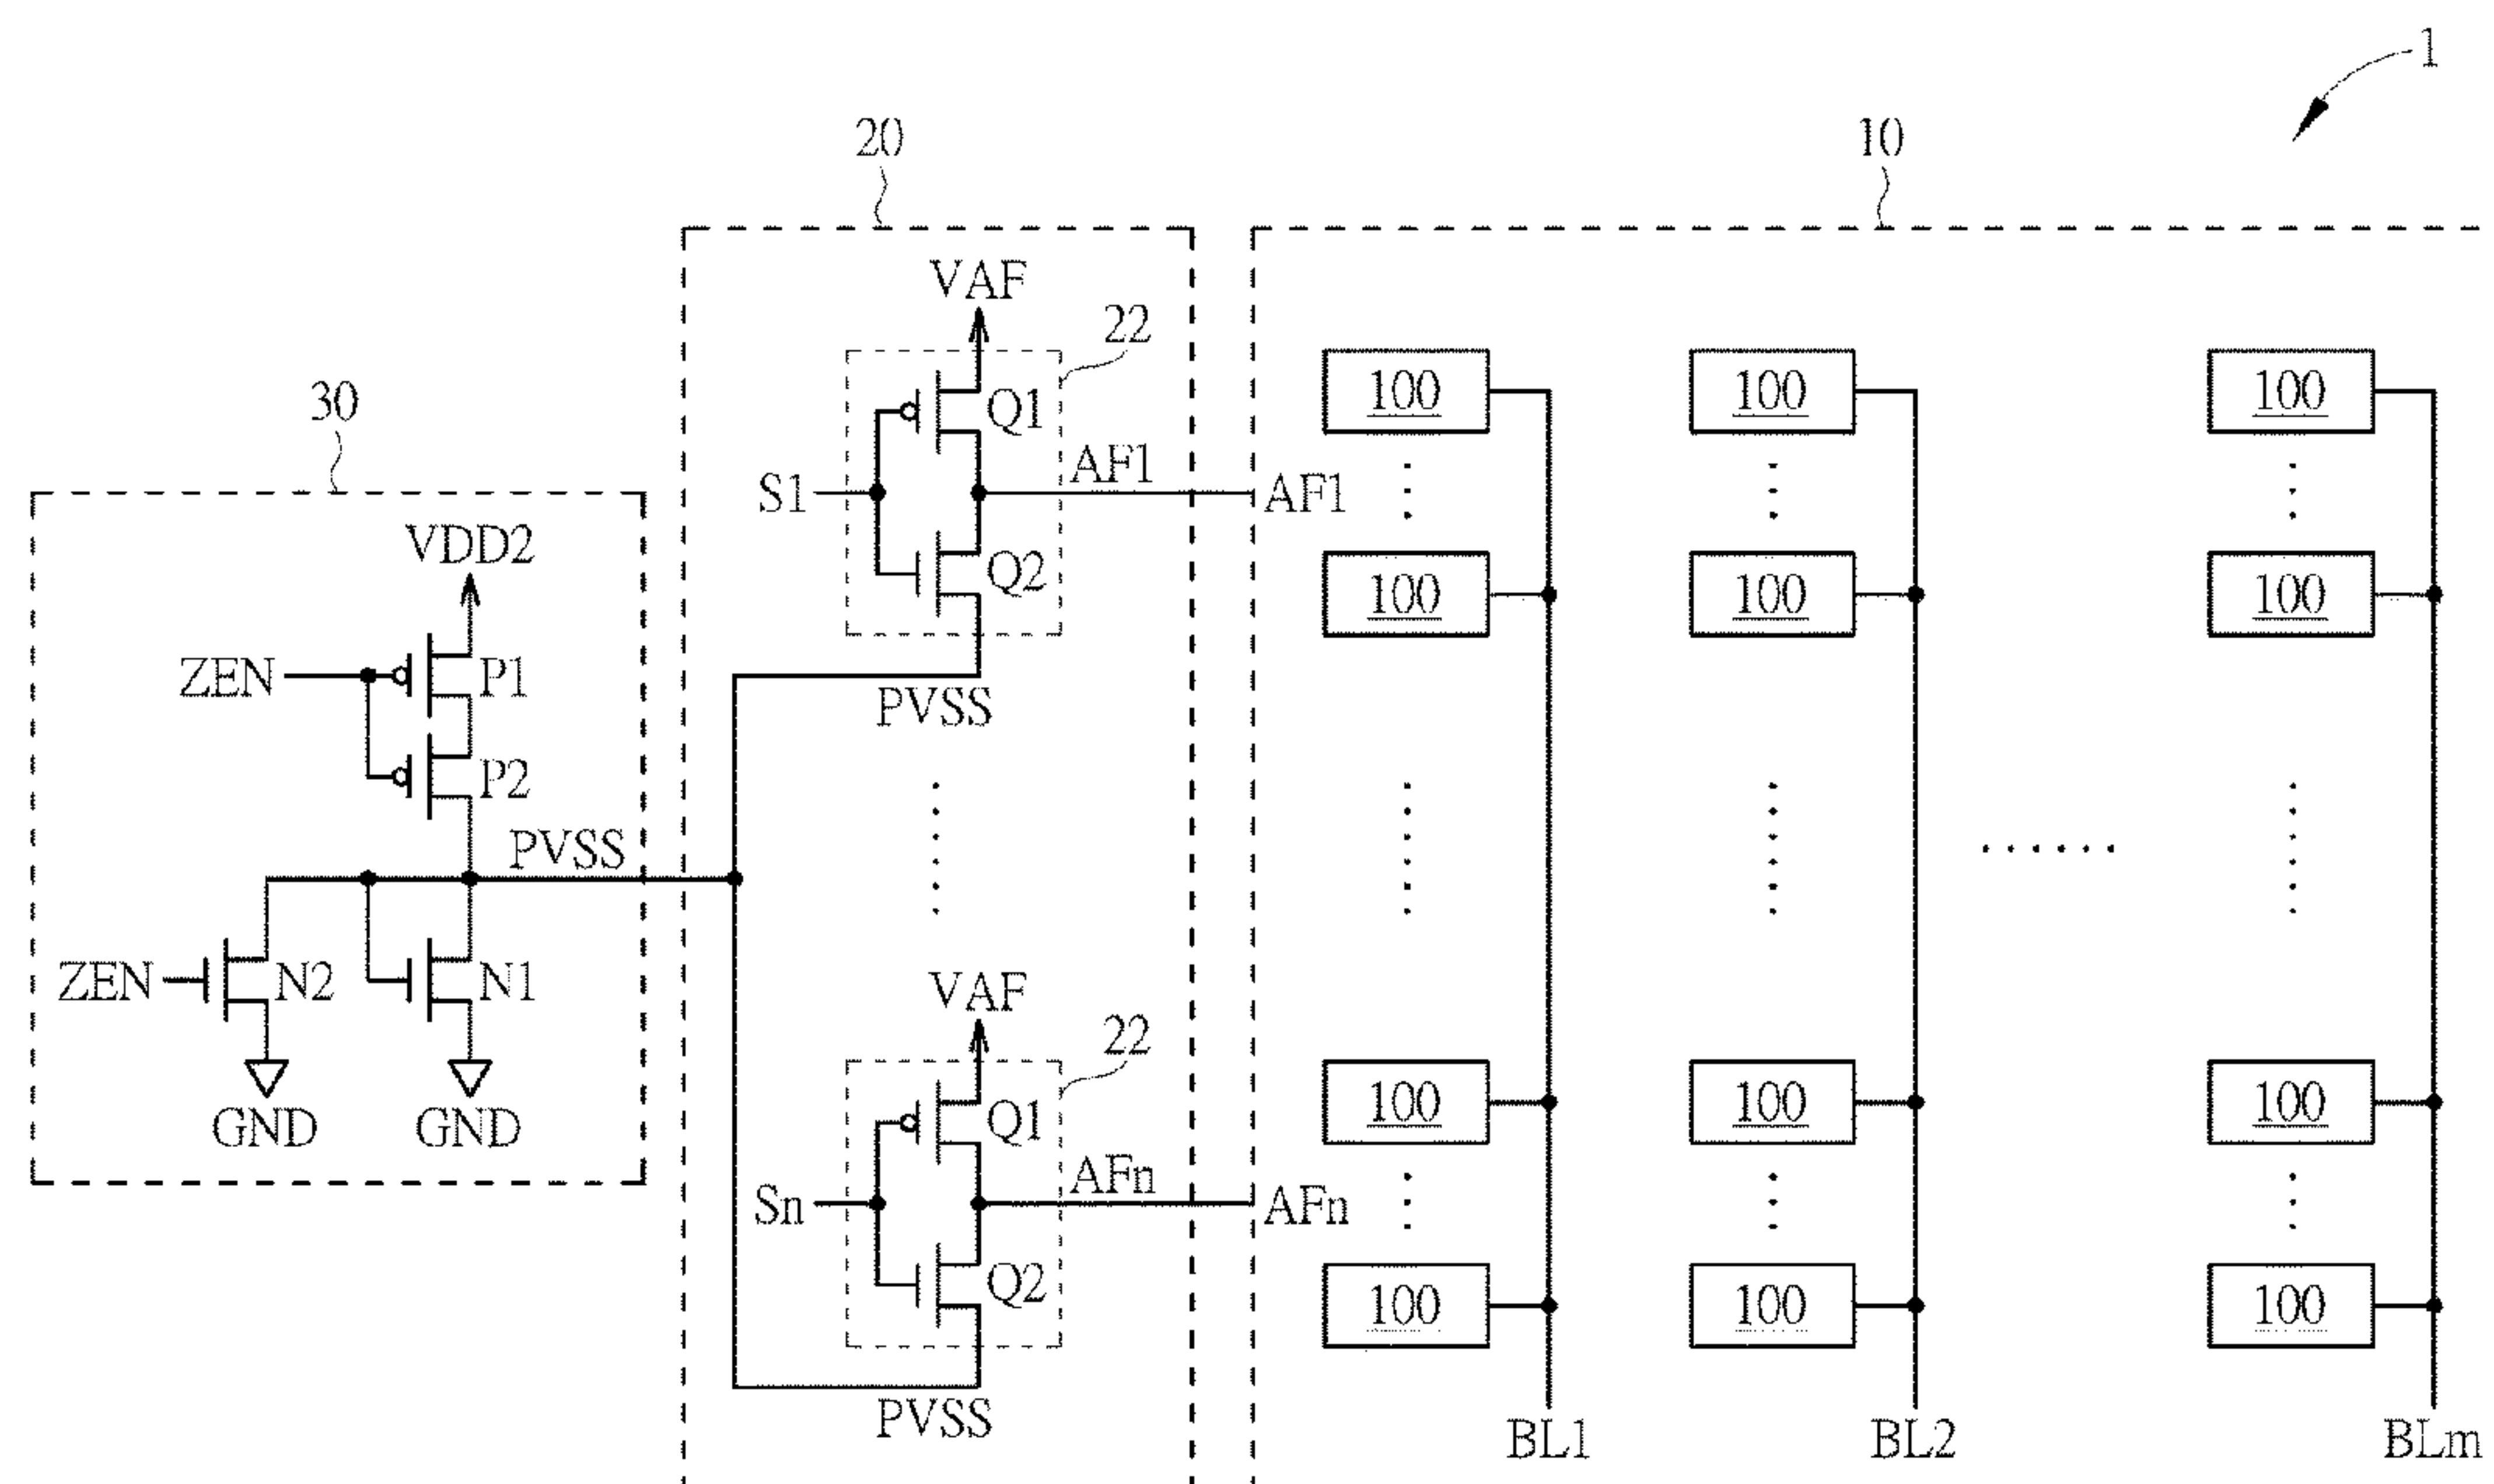 1
20
10
VAF
22
30
Q1
100 100 100
S1
AF1
AF1
VDD2
Q2
100 100 100
ZEN
P1
PVSS
P2
PVSS
ZEN
N2
N1
VAF
22
GND
GND
Q1
100 100 100
Sn
AFn
AFn
Q2
100 100 100
PVSS
BL1
BL2
BLm